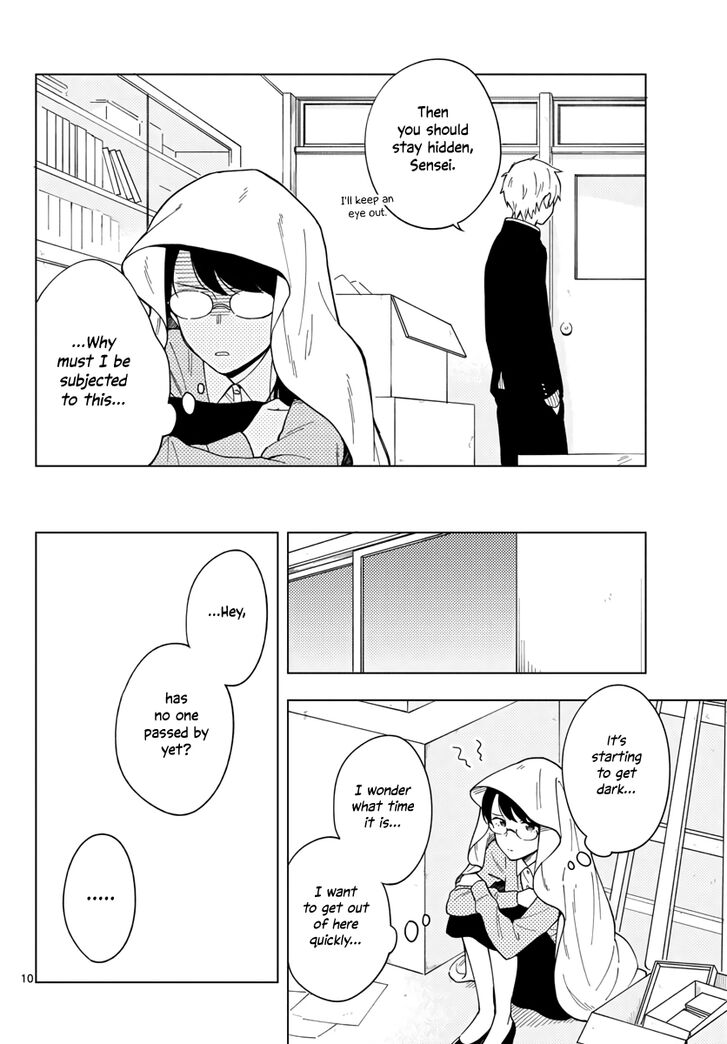 Then
you should
stay hidden,
Sensei.
I'll keep an
eye out.
...Why
must I be
subjected
to this...
It's
starting
to get
dark...
I wonder
what time
it is...
I want
to get out
of here
quickly...
...Hey,
has
no one
passed by
yet?
.....
10